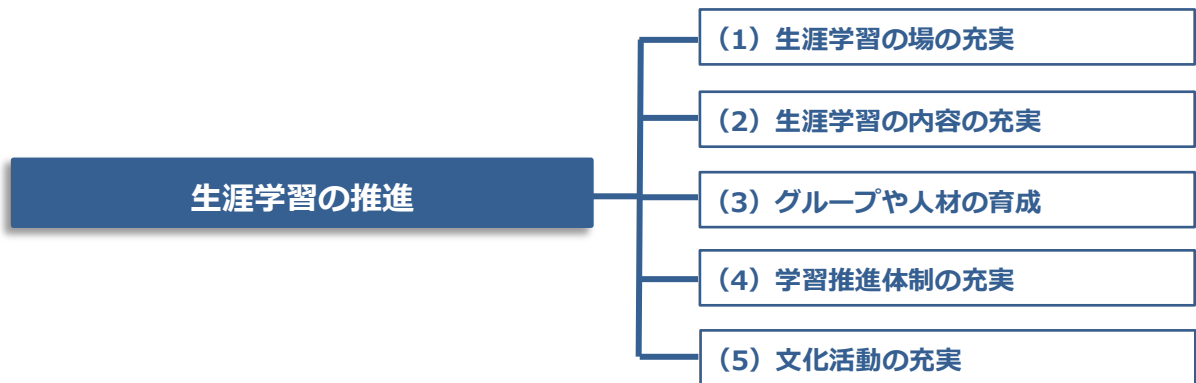 生涯学習の推進
（1）生涯学習の場の充実
（2）生涯学習の内容の充実
（3）グループや人材の育成
（4）学習推進体制の充実
（5）文化活動の充実